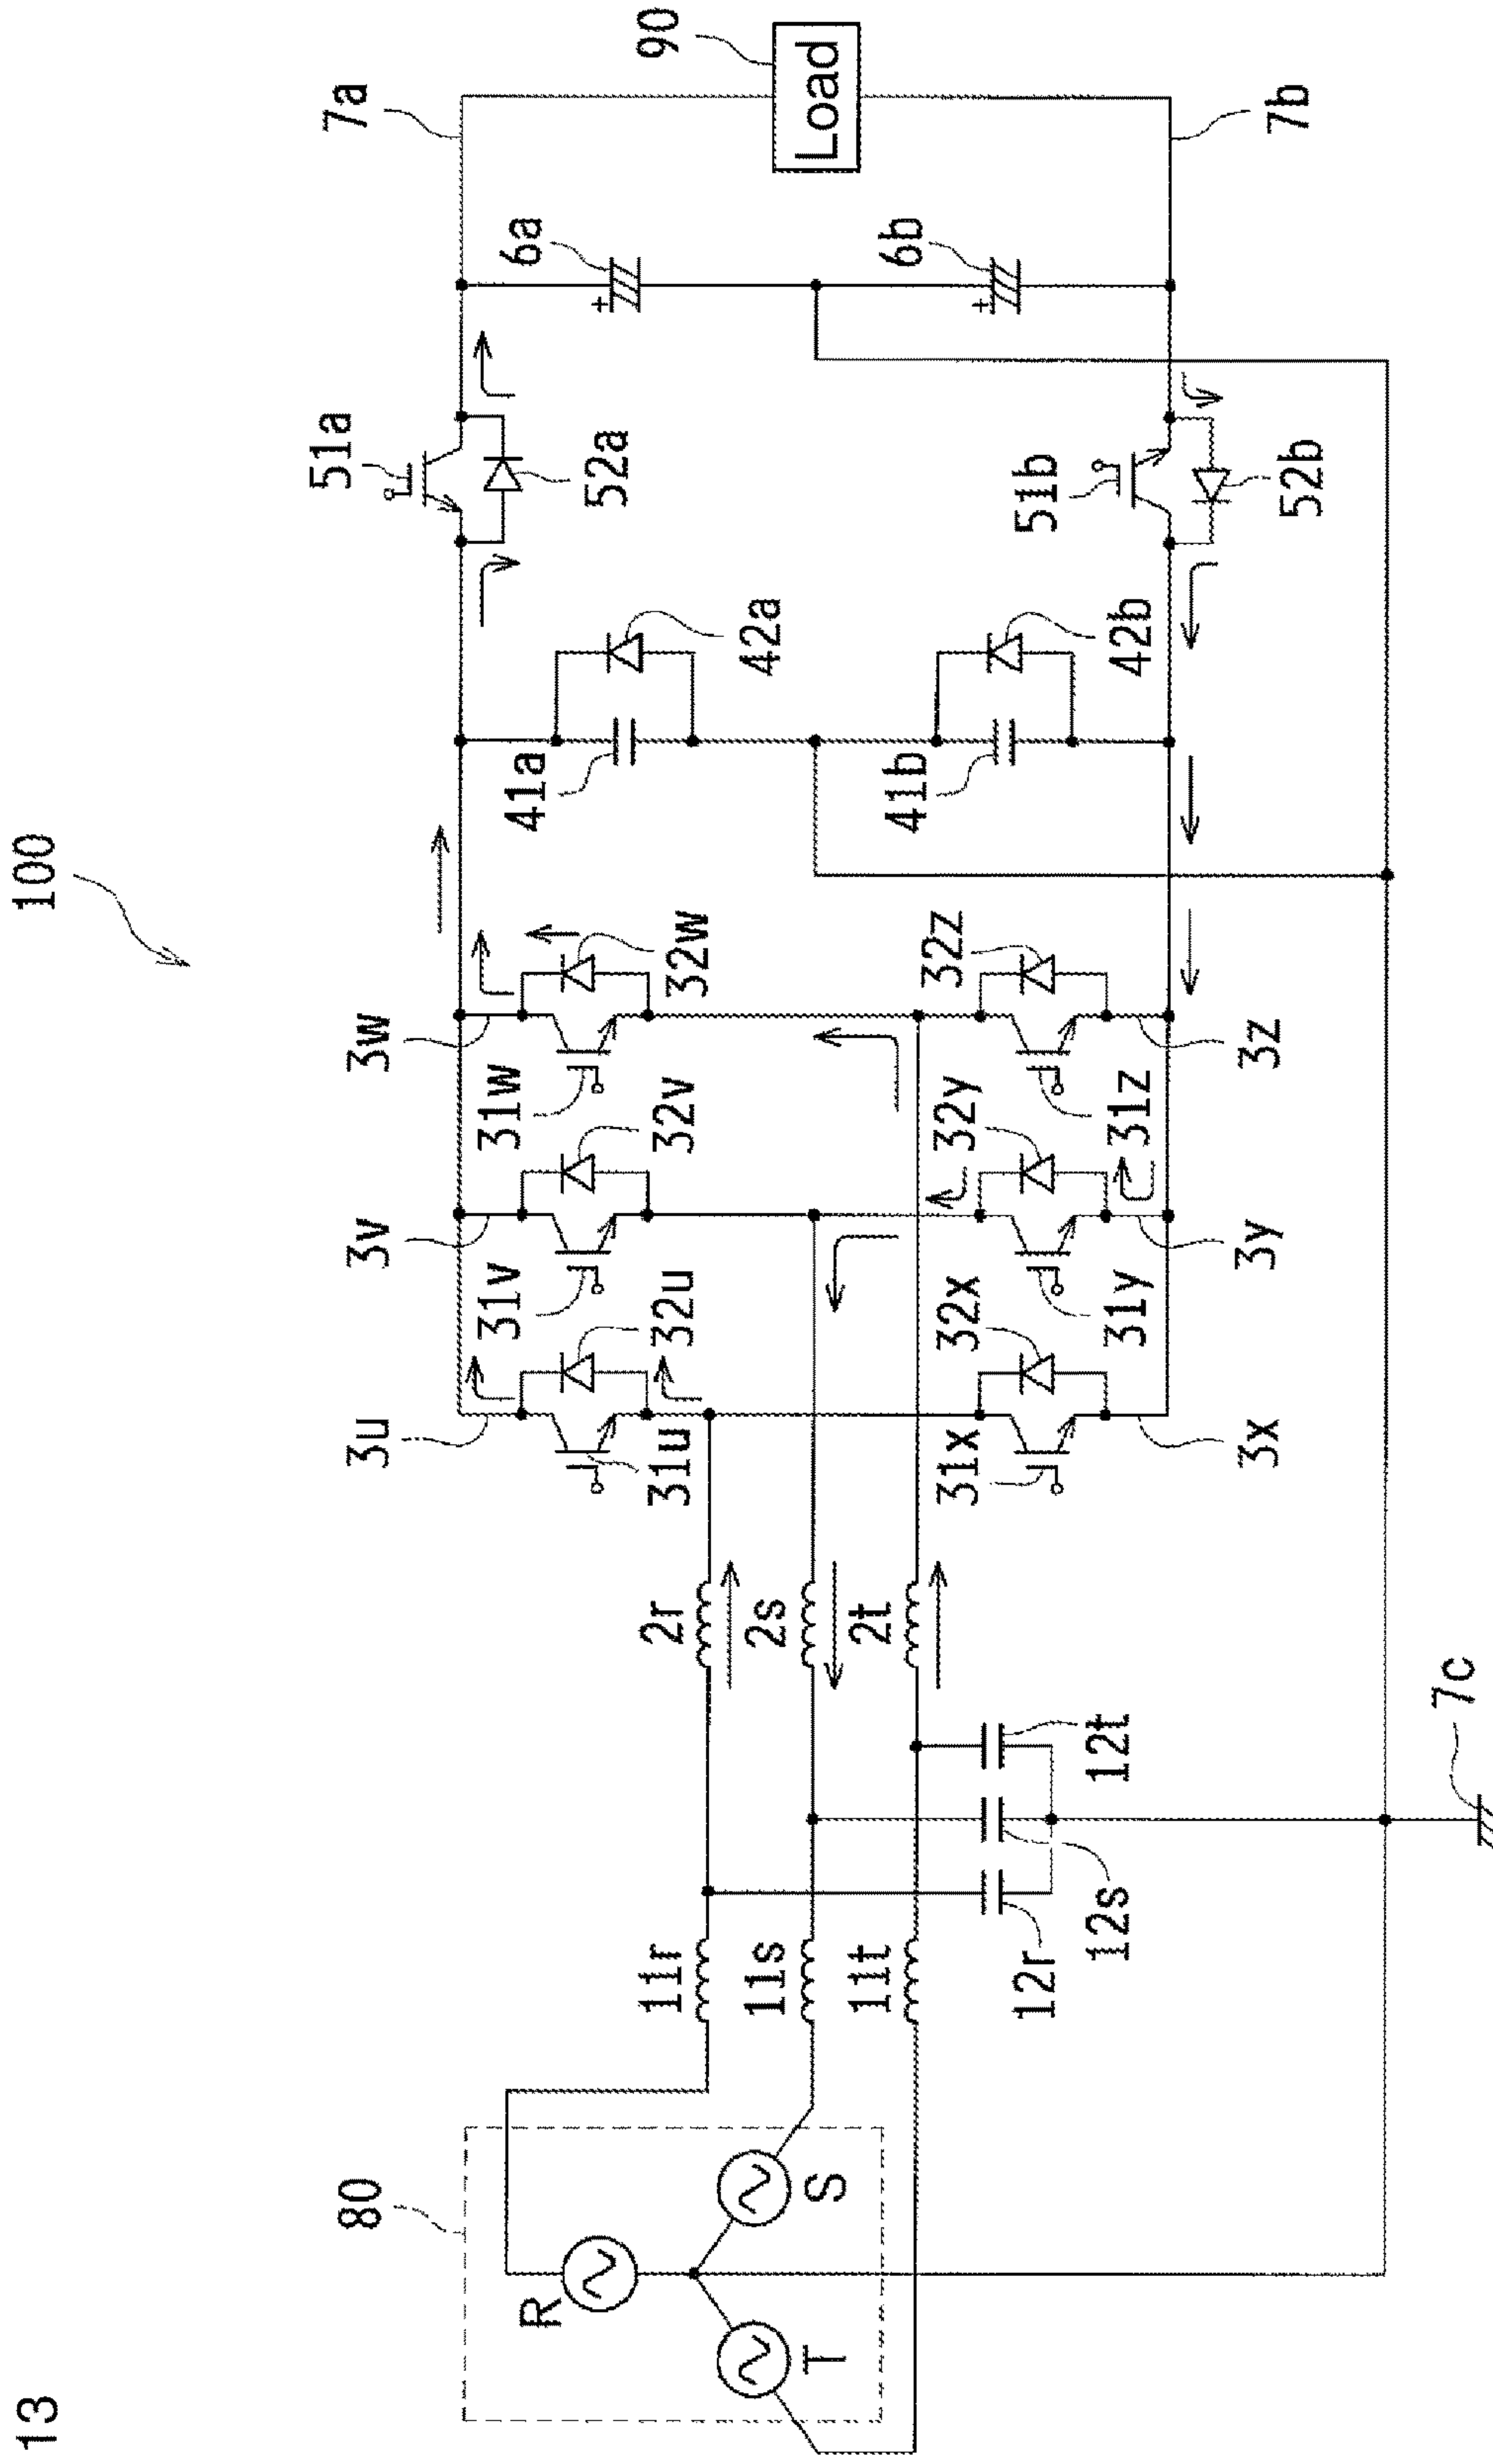 13
100
80
R
S
T
11r
11s
11t
12r
12s
12t
7c
2r
2s
2t
3u
3v
3w
31u
32u
31v
32v
31w
32w
31x
32x
31y
32y
31z
32z
3x
3y
3z
41a
42a
41b
42b
51a
52a
51b
52b
+
6a
+
6b
7a
7b
90
Load